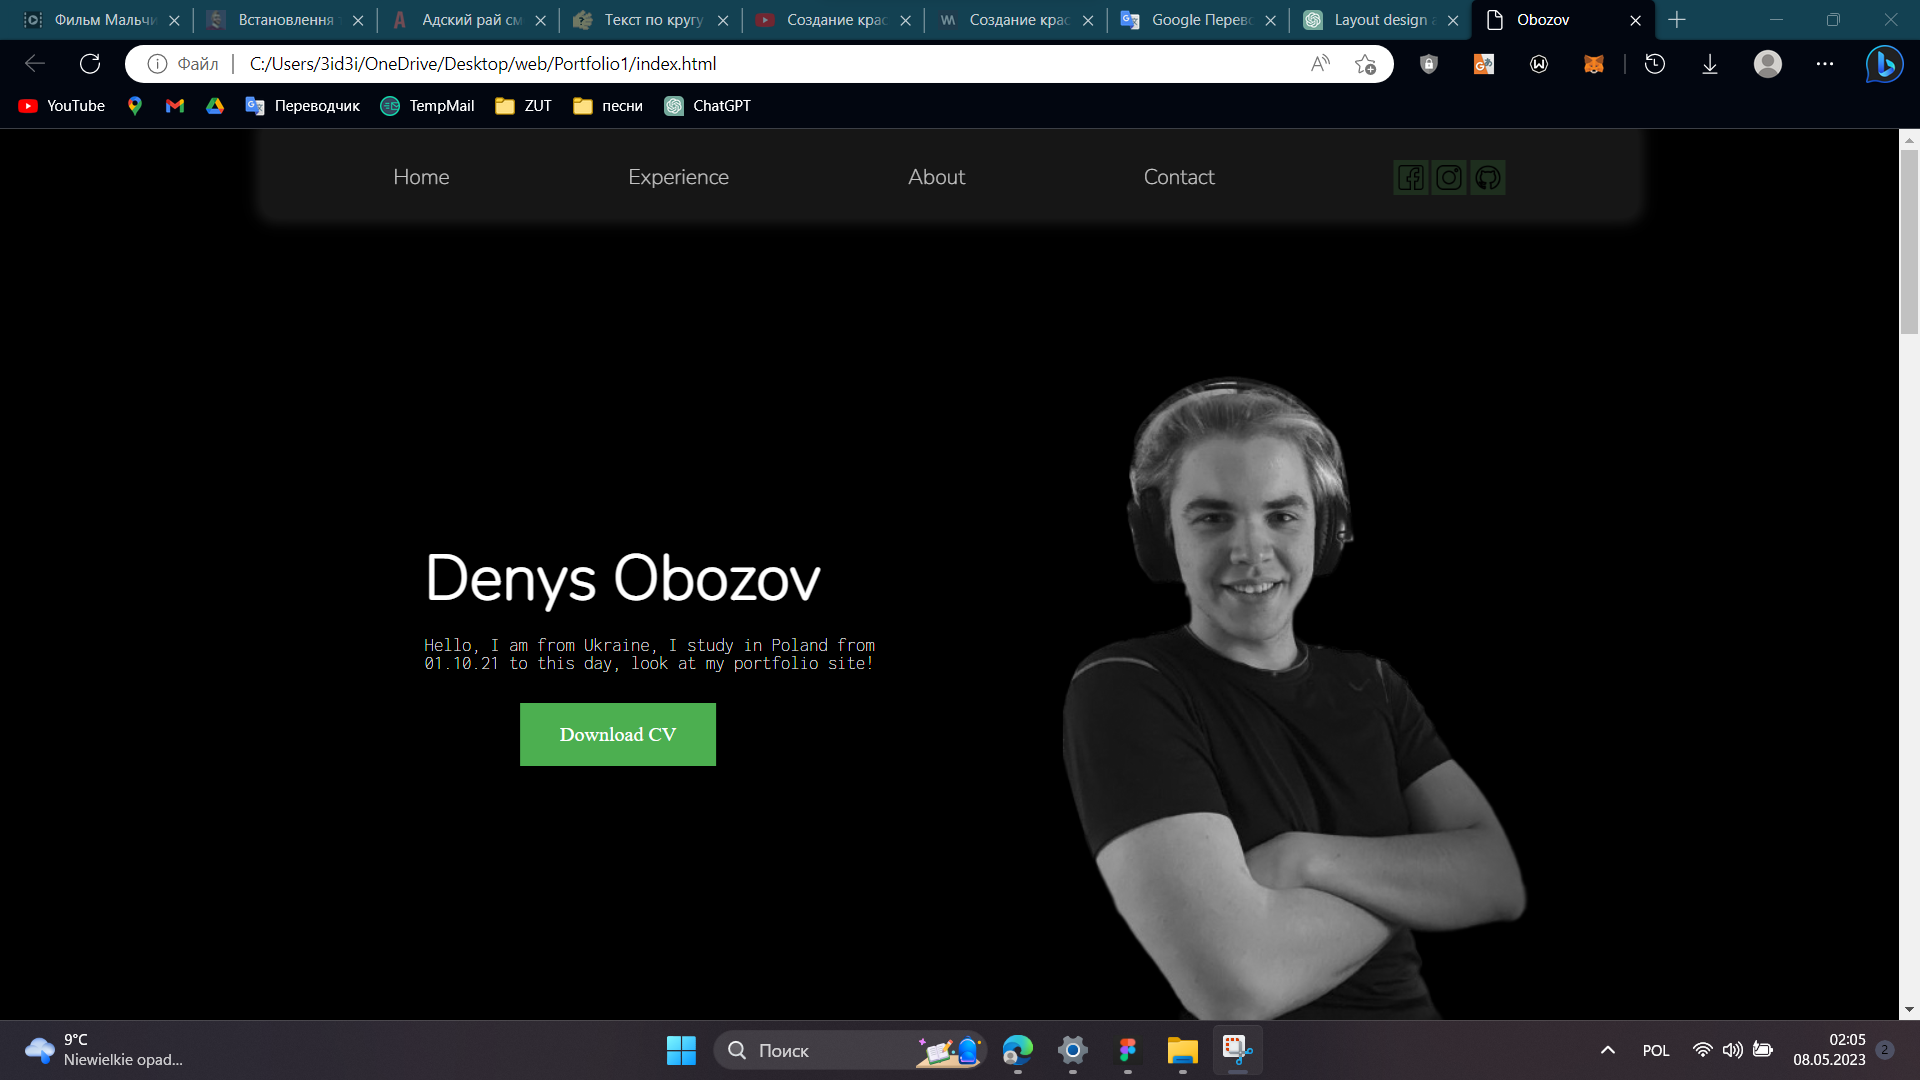 Фильм Мальчи
Встановлення
Адский рай см
Текст по кругу
Создание крас
Создание крас
Google Перево
Layout design
Obozov
Файл
C:/Users/3id3i/OneDrive/Desktop/web/Portfolio1/index.html
YouTube
Переводчик
TempMail
ZUT
песни
ChatGPT
Home
Experience
About
Contact
Denys Obozov
Hello, I am from Ukraine, I study in Poland from
01.10.21 to this day, look at my portfolio site!
Download CV
9°C
Niewielkie opad...
Поиск
POL
02:05
08.05.2023
2